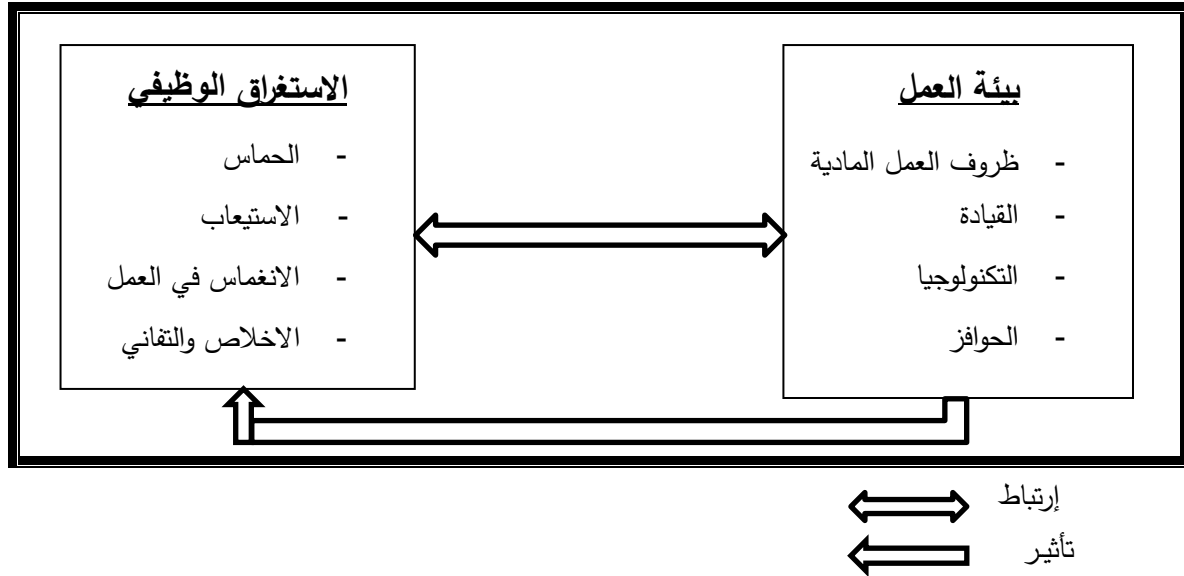 بيئة العمل
- ظروف العمل المادية
- القيادة
- التكنولوجيا
- الحوافز
الاستغراق الوظيفي
- الحماس
- الاستيعاب
- الانغماس في العمل
- الاخلاص والتفاني
إرتباط
تأثير